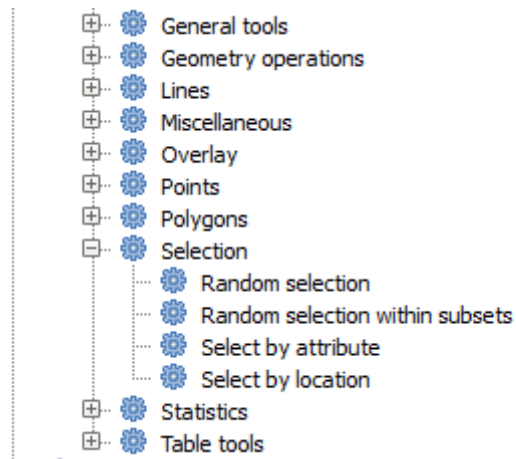 General tools
Geometry operations
Lines
Miscellaneous
Overlay
Points
Polygons
Selection
Random selection
Random selection within subsets
Select by attribute
Select by location
Statistics
Table tools